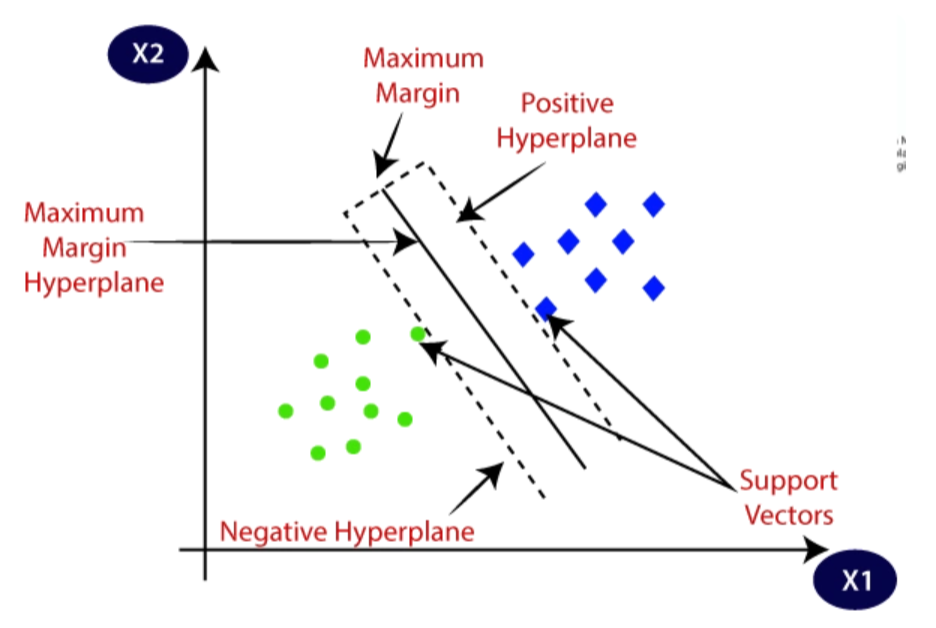 X2
Maximum
Margin
Positive
Hyperplane
Maximum
Margin
Hyperplane
Support
Vectors
Negative Hyperplane
X1